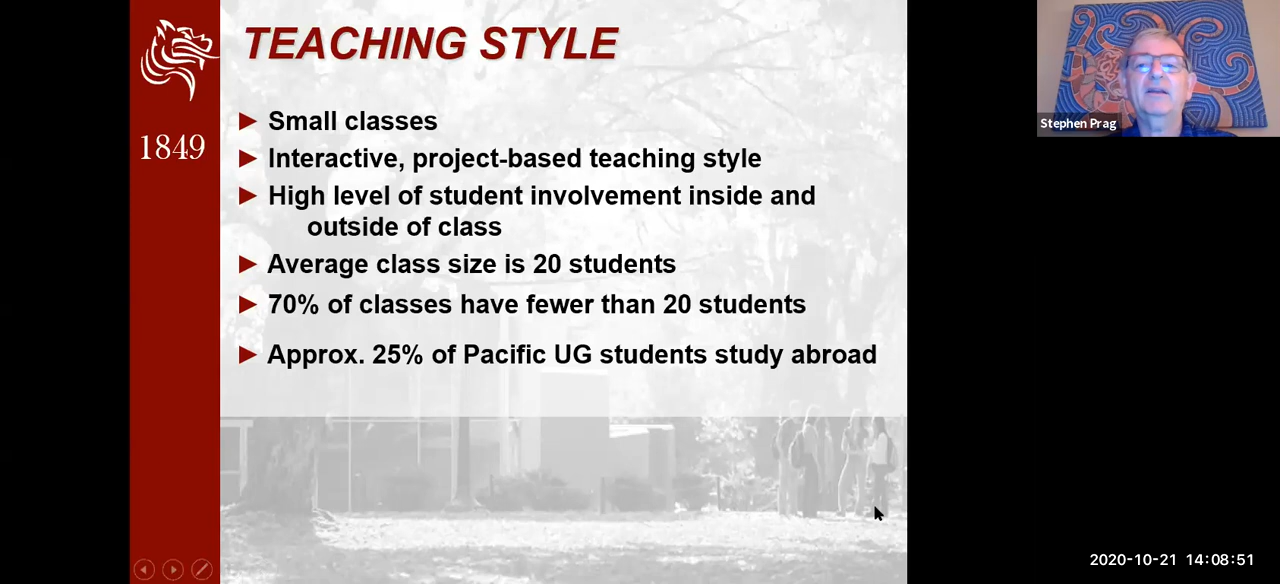 TEACHING STYLE
1849
► Small classes
► Interactive, project-based teaching style
► High level of student involvement inside and
outside of class
► Average class size is 20 students
► 70% of classes have fewer than 20 students
► Approx. 25% of Pacific UG students study abroad
Stephen Prag
2020-10-21 14:08:51